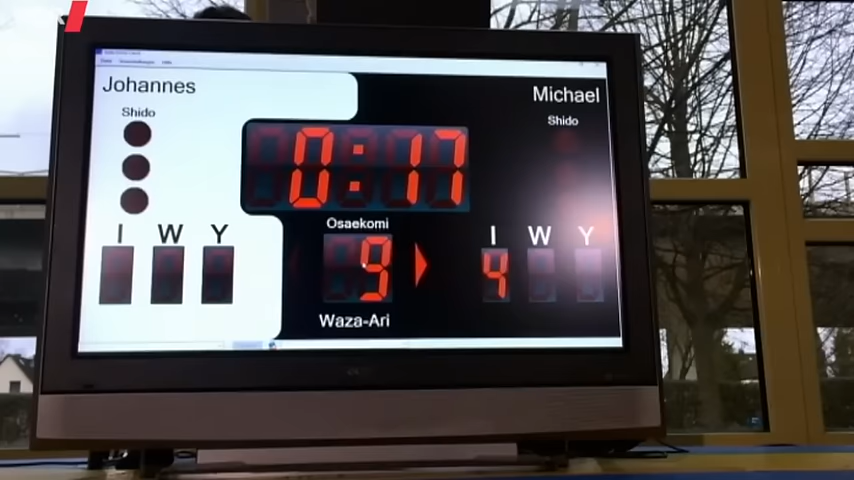 Johannes
Michael
Shido
Shido
0:17
I W Y
Osaekomi
9
I W Y
4
Waza-Ari